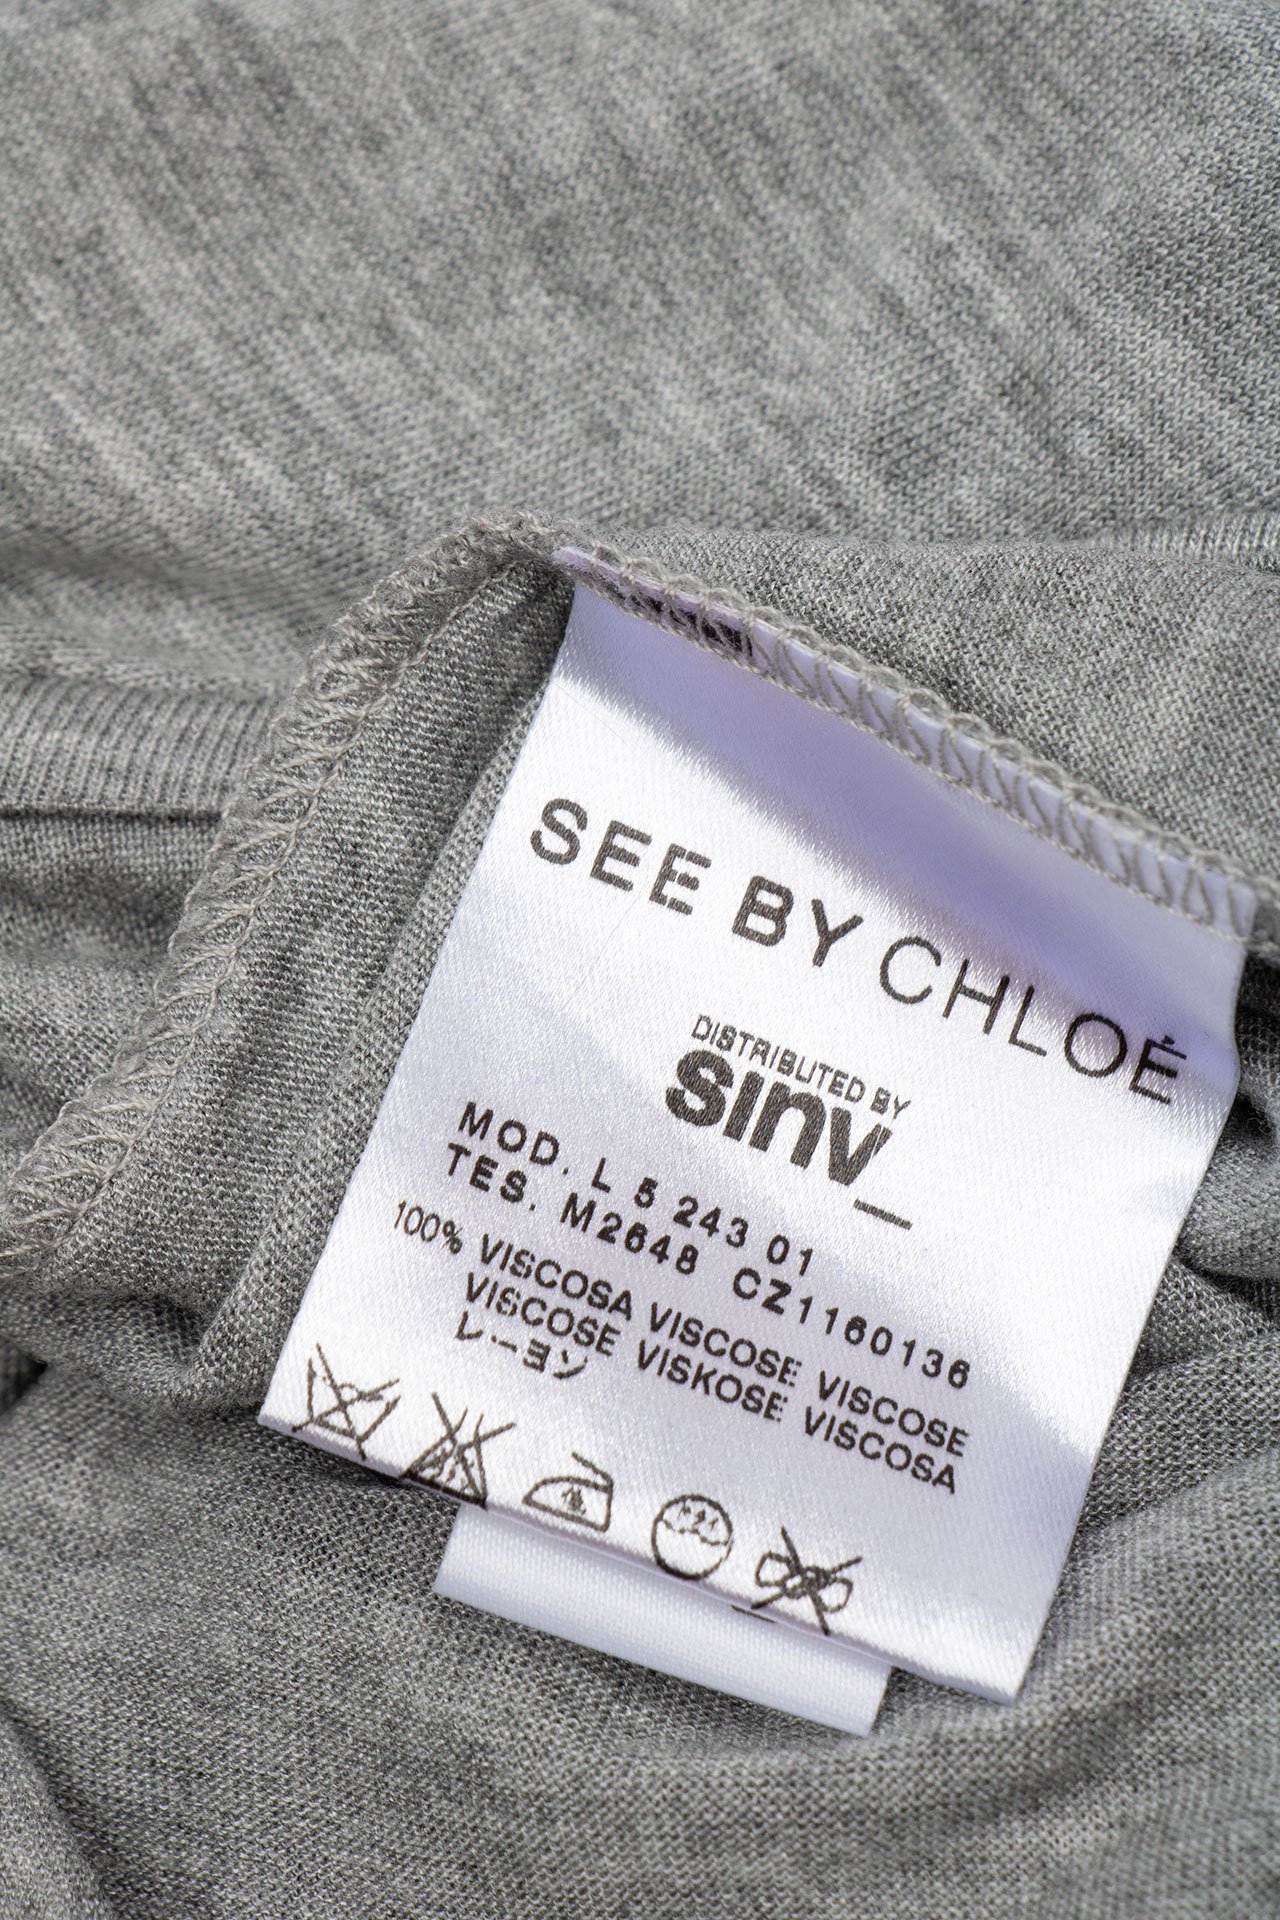 SEE BY CHLOÉ
DISTRIBUTED BY
sinv_
MOD. L 5 243 01
TES. M2648 CZ1160136
100% VISCOSA VISCOSE VISCOSE
VISCOSE VISKOSE VISCOSA
レーヨン